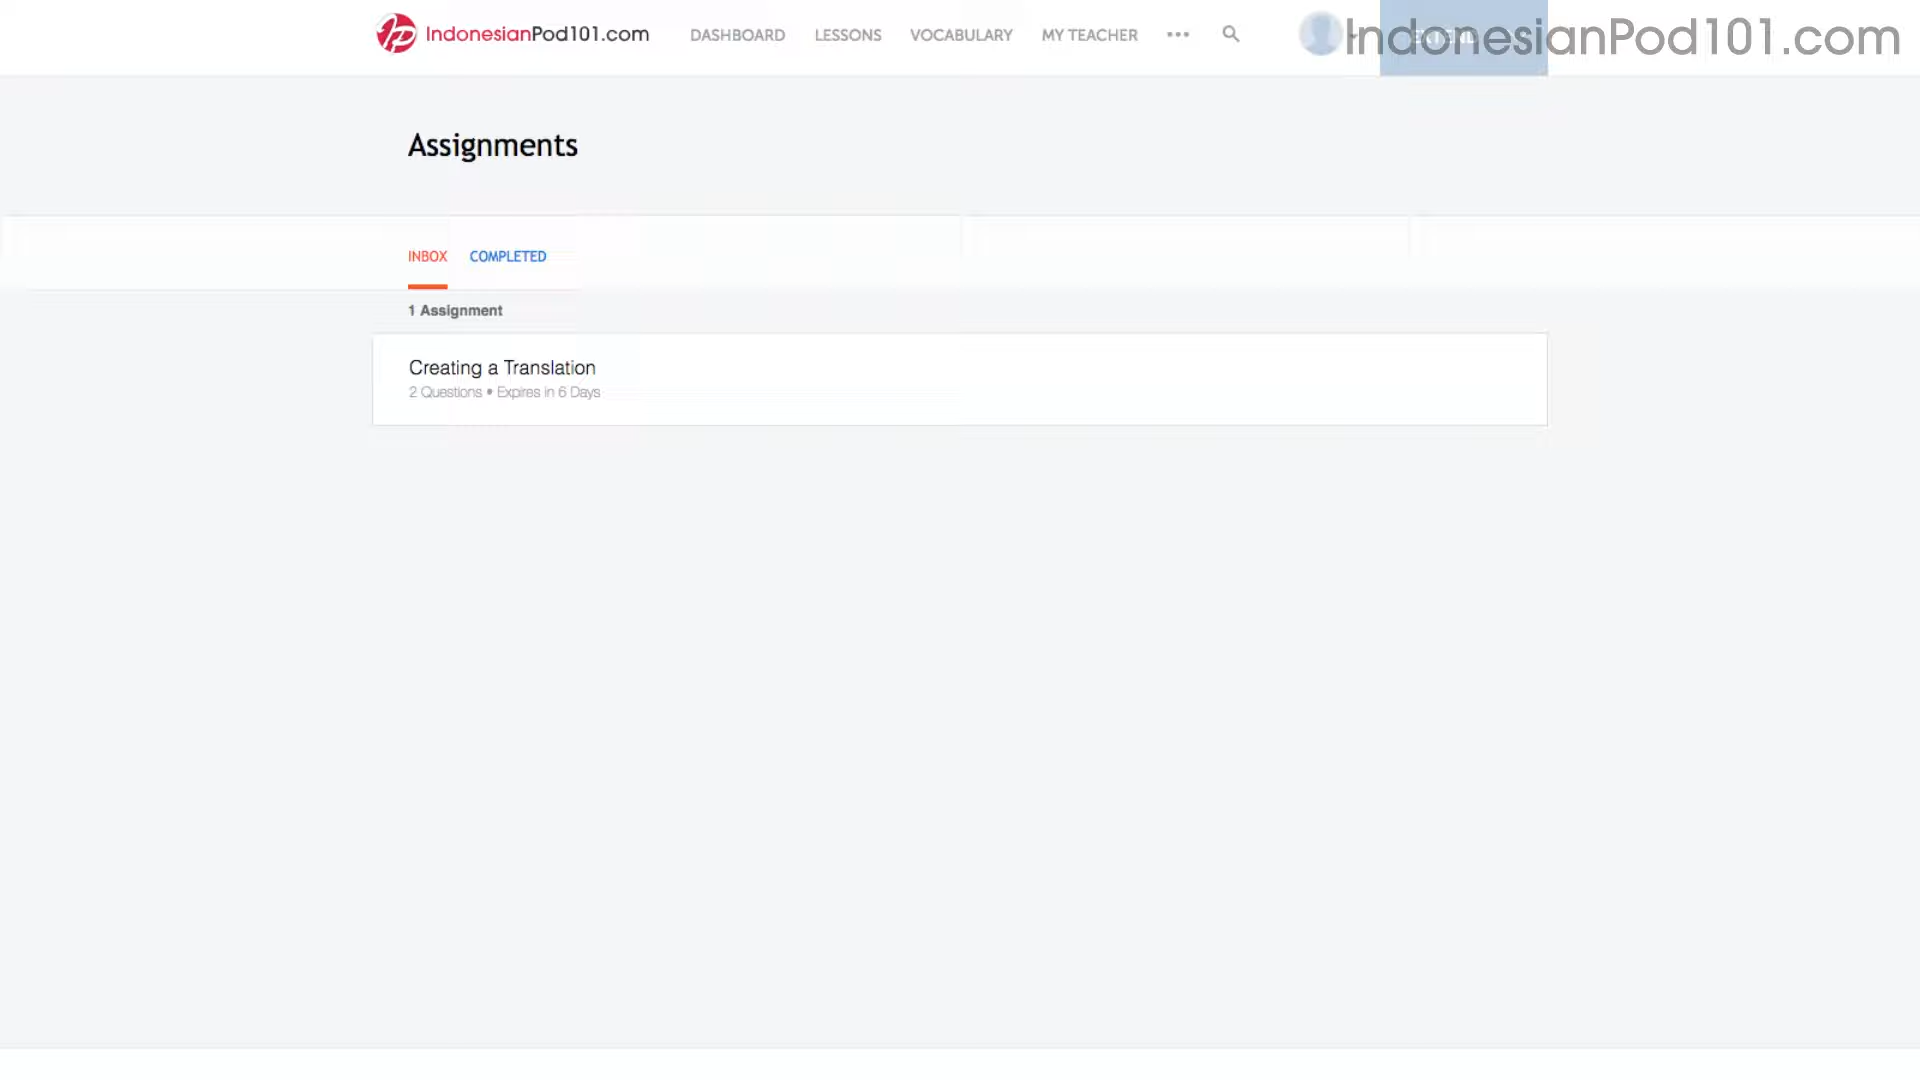 IndonesianPod101.com DASHBOARD LESSONS VOCABULARY MY TEACHER EXTEND IndonesianPod101.com
Assignments
INBOX COMPLETED
1 Assignment
Creating a Translation
2 Questions • Expires in 6 Days